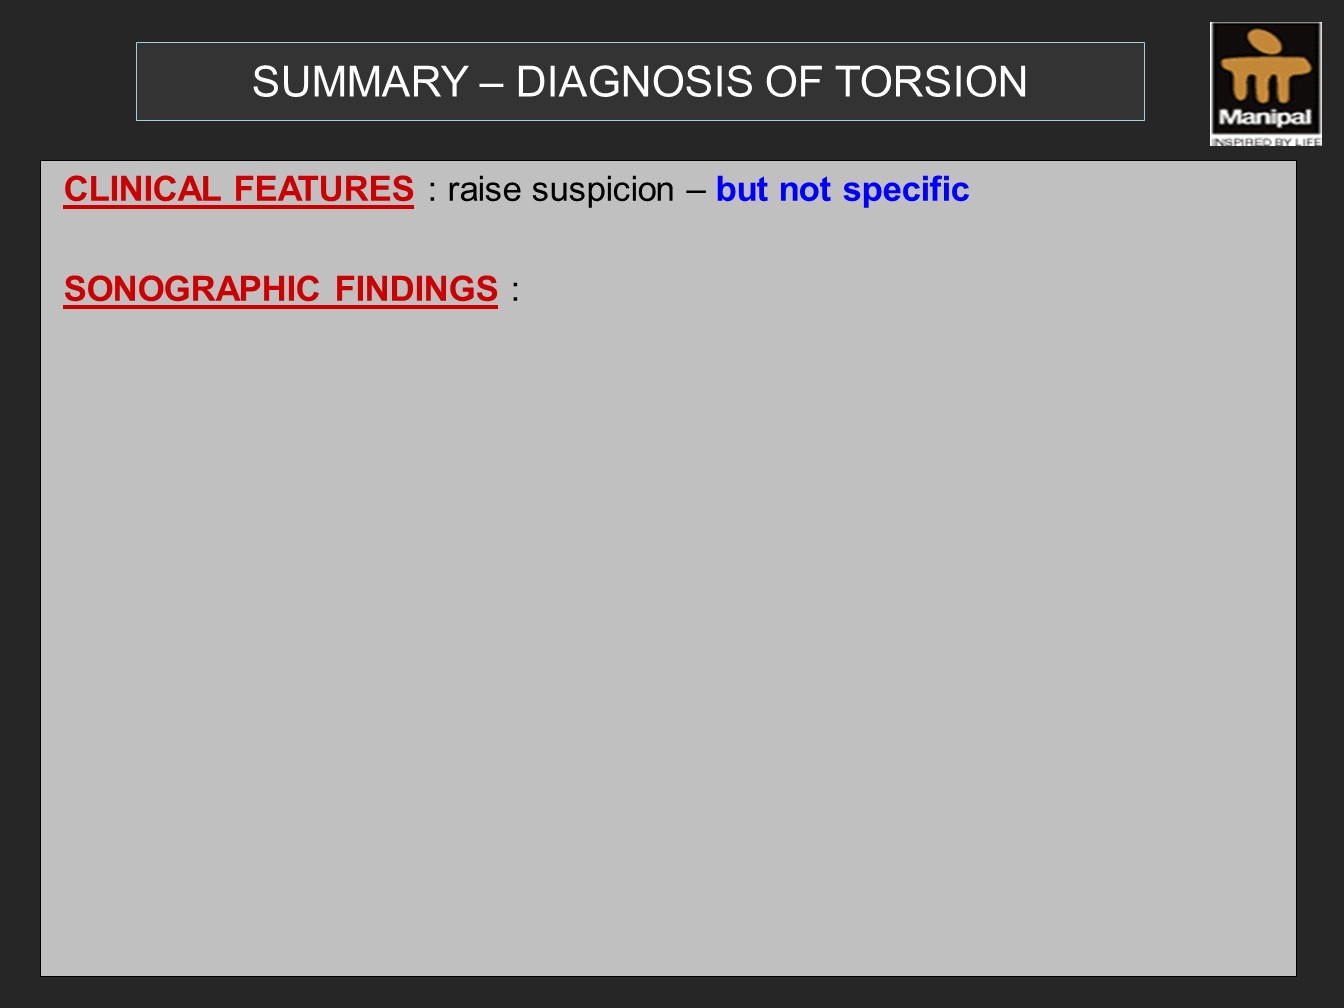 SUMMARY – DIAGNOSIS OF TORSION
Manipal
INSPIRED BY LIFE
CLINICAL FEATURES : raise suspicion – but not specific
SONOGRAPHIC FINDINGS :